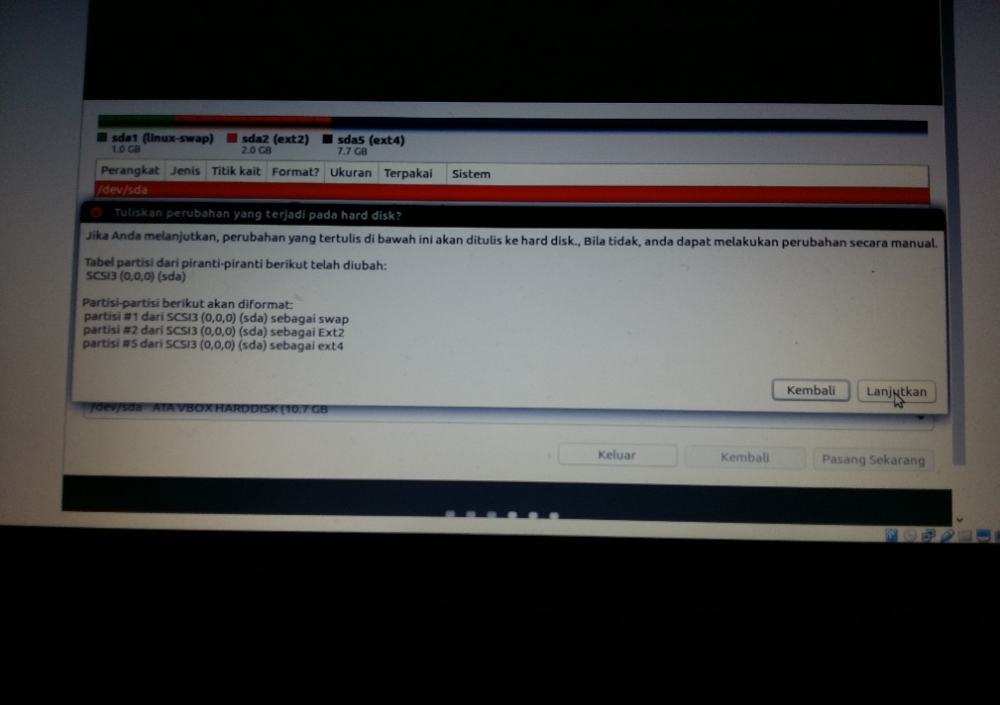 sda1 (linux-swap) sda2 (ext2) sda5 (ext4)
1.0 GB 2.0 GB 7.7 GB
Perangkat Jenis Titik kait Format? Ukuran Terpakai Sistem
/dev/sda
Tuliskan perubahan yang terjadi pada hard disk?
Jika Anda melanjutkan, perubahan yang tertulis di bawah ini akan ditulis ke hard disk., Bila tidak, anda dapat melakukan perubahan secara manual.
Tabel partisi dari piranti-piranti berikut telah diubah:
SCSI3 (0,0,0) (sda)
Partisi-partisi berikut akan diformat:
partisi #1 dari SCSI3 (0,0,0) (sda) sebagai swap
partisi #2 dari SCSI3 (0,0,0) (sda) sebagai Ext2
partisi #5 dari SCSI3 (0,0,0) (sda) sebagai ext4
Kembali Lanjutkan
/dev/sda ATA VBOX HARDDISK (10.7 GB
Keluar Kembali Pasang Sekarang